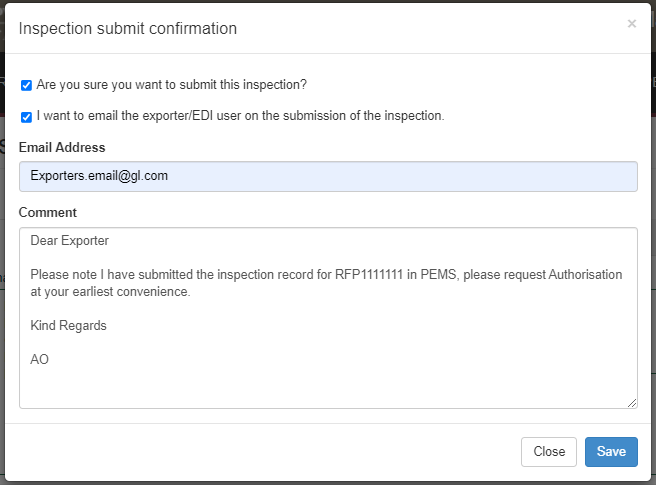 Inspection submit confirmation
×
Are you sure you want to submit this inspection?
I want to email the exporter/EDI user on the submission of the inspection.
Email Address
Exporters.email@gl.com
Comment
Dear Exporter
Please note I have submitted the inspection record for RFP1111111 in PEMS, please request Authorisation
at your earliest convenience.
Kind Regards
AO
Close
Save